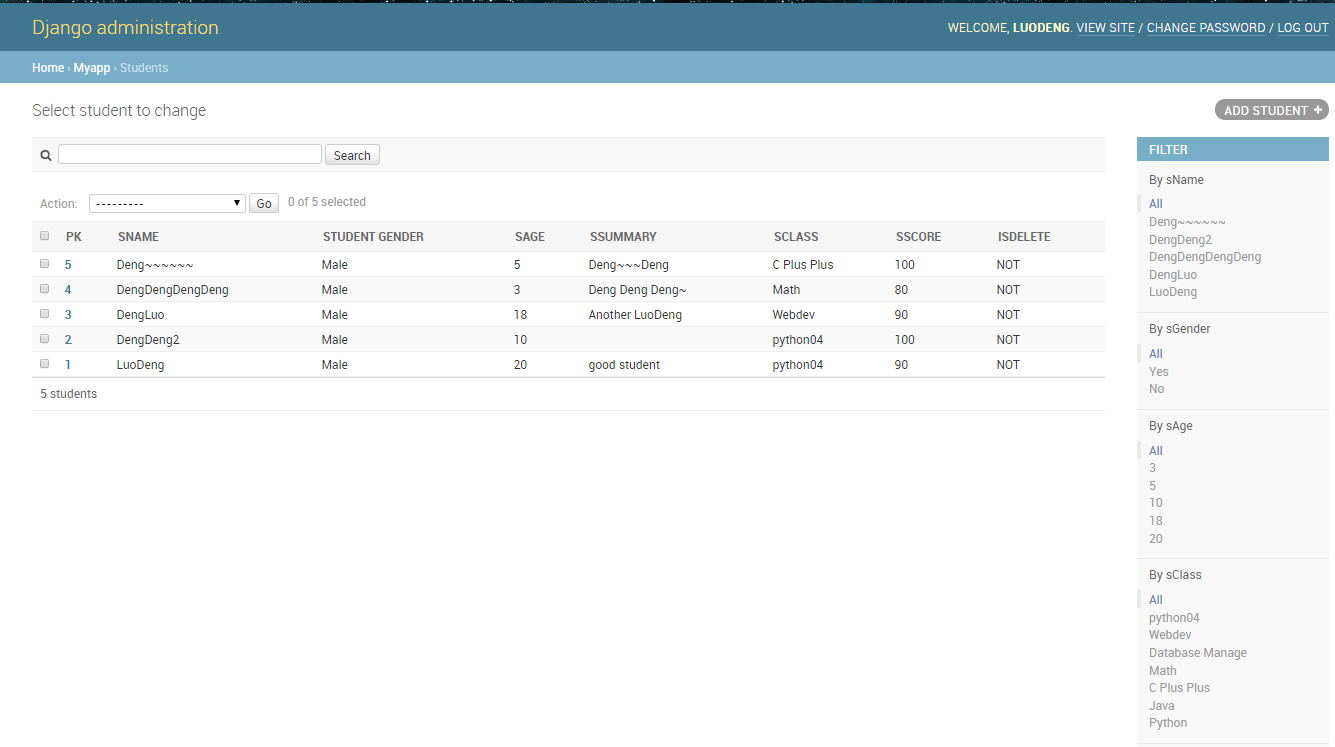 Django administration
WELCOME, LUODENG. VIEW SITE / CHANGE PASSWORD / LOG OUT
Home › Myapp › Students
Select student to change
ADD STUDENT +
Search
Action: --------- Go 0 of 5 selected
PK SNAME STUDENT GENDER SAGE SSUMMARY SCLASS SSCORE ISDELETE
5 Deng~~~~~~ Male 5 Deng~~~Deng C Plus Plus 100 NOT
4 DengDengDengDeng Male 3 Deng Deng Deng~ Math 80 NOT
3 DengLuo Male 18 Another LuoDeng Webdev 90 NOT
2 DengDeng2 Male 10 python04 100 NOT
1 LuoDeng Male 20 good student python04 90 NOT
5 students
FILTER
By sName
All
Deng~~~~~~
DengDeng2
DengDengDengDeng
DengLuo
LuoDeng
By sGender
All
Yes
No
By sAge
All
3
5
10
18
20
By sClass
All
python04
Webdev
Database Manage
Math
C Plus Plus
Java
Python